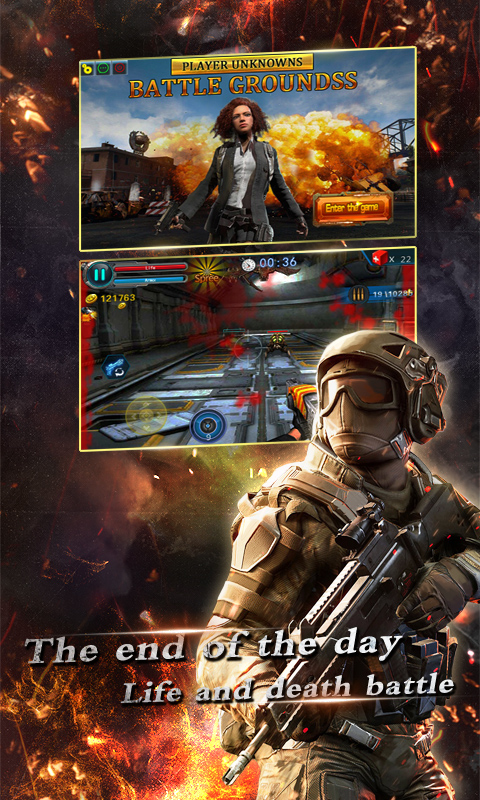 PLAYER UNKNOWNS
BATTLE GROUNDSS
Enter the game
Life
00:36
X 22
Spree
121763
The end of the day
Life and death battle